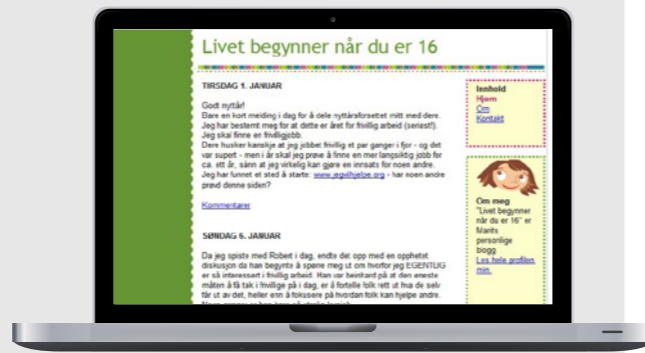 Livet begynner når du er 16
TIRSDAG 1. JANUAR
Godt nyttår!
Bare en kort melding i dag for å dele nyttårsforsettet mitt med dere.
Jeg har bestemt meg for at dette er året for frivillig arbeid (seriøst!).
Jeg skal finne en frivilligjobb.
Dere husker kanskje at jeg jobbet frivillig et par ganger i fjor - og det
var supert - men i år skal jeg prøve å finne en mer langsiktig jobb for
ca. ett år, sånn at jeg virkelig kan gjøre en innsats for noen andre.
Jeg har funnet et sted å starte: www.jegvilhjelpe.org - har noen andre
prøvd denne siden?
Kommentarer
SØNDAG 6. JANUAR
Da jeg spiste med Robert i dag, endte det opp med en opphetet
diskusjon da han begynte å spørre meg ut om hvorfor jeg EGENTLIG
er så interessert i frivillig arbeid. Han var beinhard på at den eneste
måten å få tak i frivillige på i dag, er å fortelle folk rett ut hva de selv
får ut av det, heller enn å fokusere på hvordan folk kan hjelpe andre.
Innhold
Hjem
Om
Kontakt
Om meg
"Livet begynner
når du er 16" er
Marits
personlige
blogg.
Les hele profilen
min.